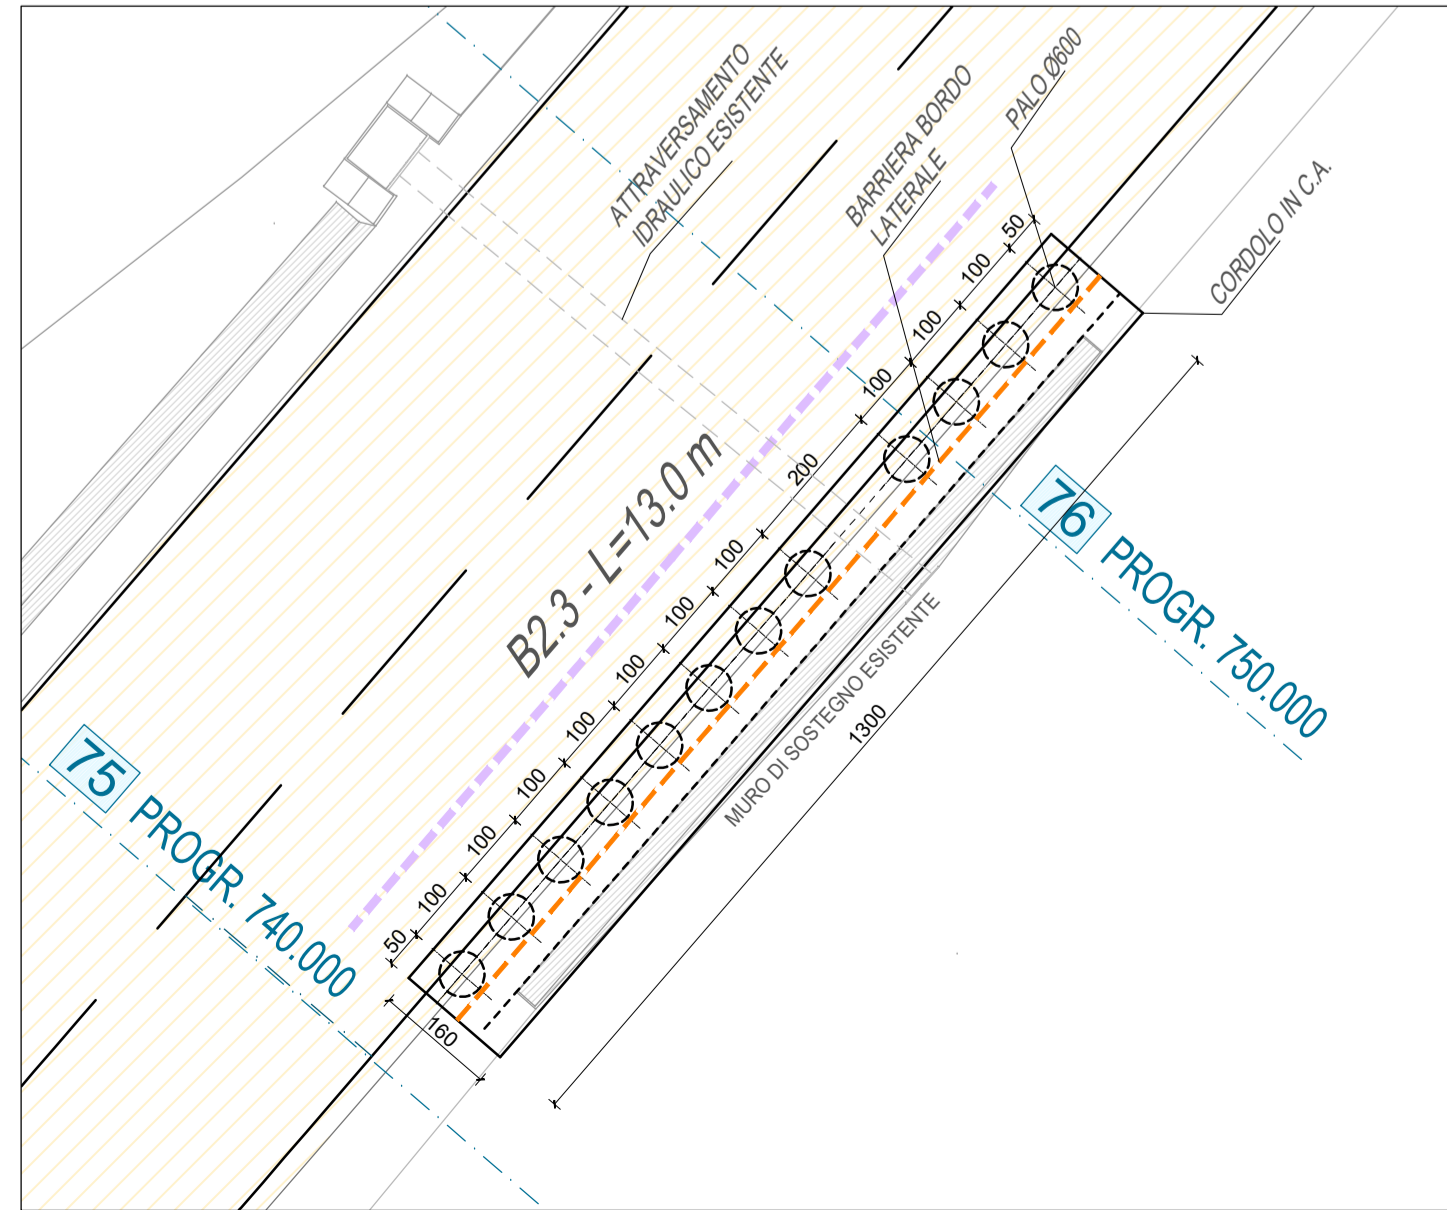 ATTRAVERSAMENTO
IDRAULICO ESISTENTE
BARRIERA BORDO
LATERALE
PALO Ø600
CORDOLO IN C.A.
50
100
100
100
200
100
100
100
100
100
100
100
50
160
1300
B2.3 - L=13.0 m
MURO DI SOSTEGNO ESISTENTE
76 PROGR. 750.000
75 PROGR. 740.000